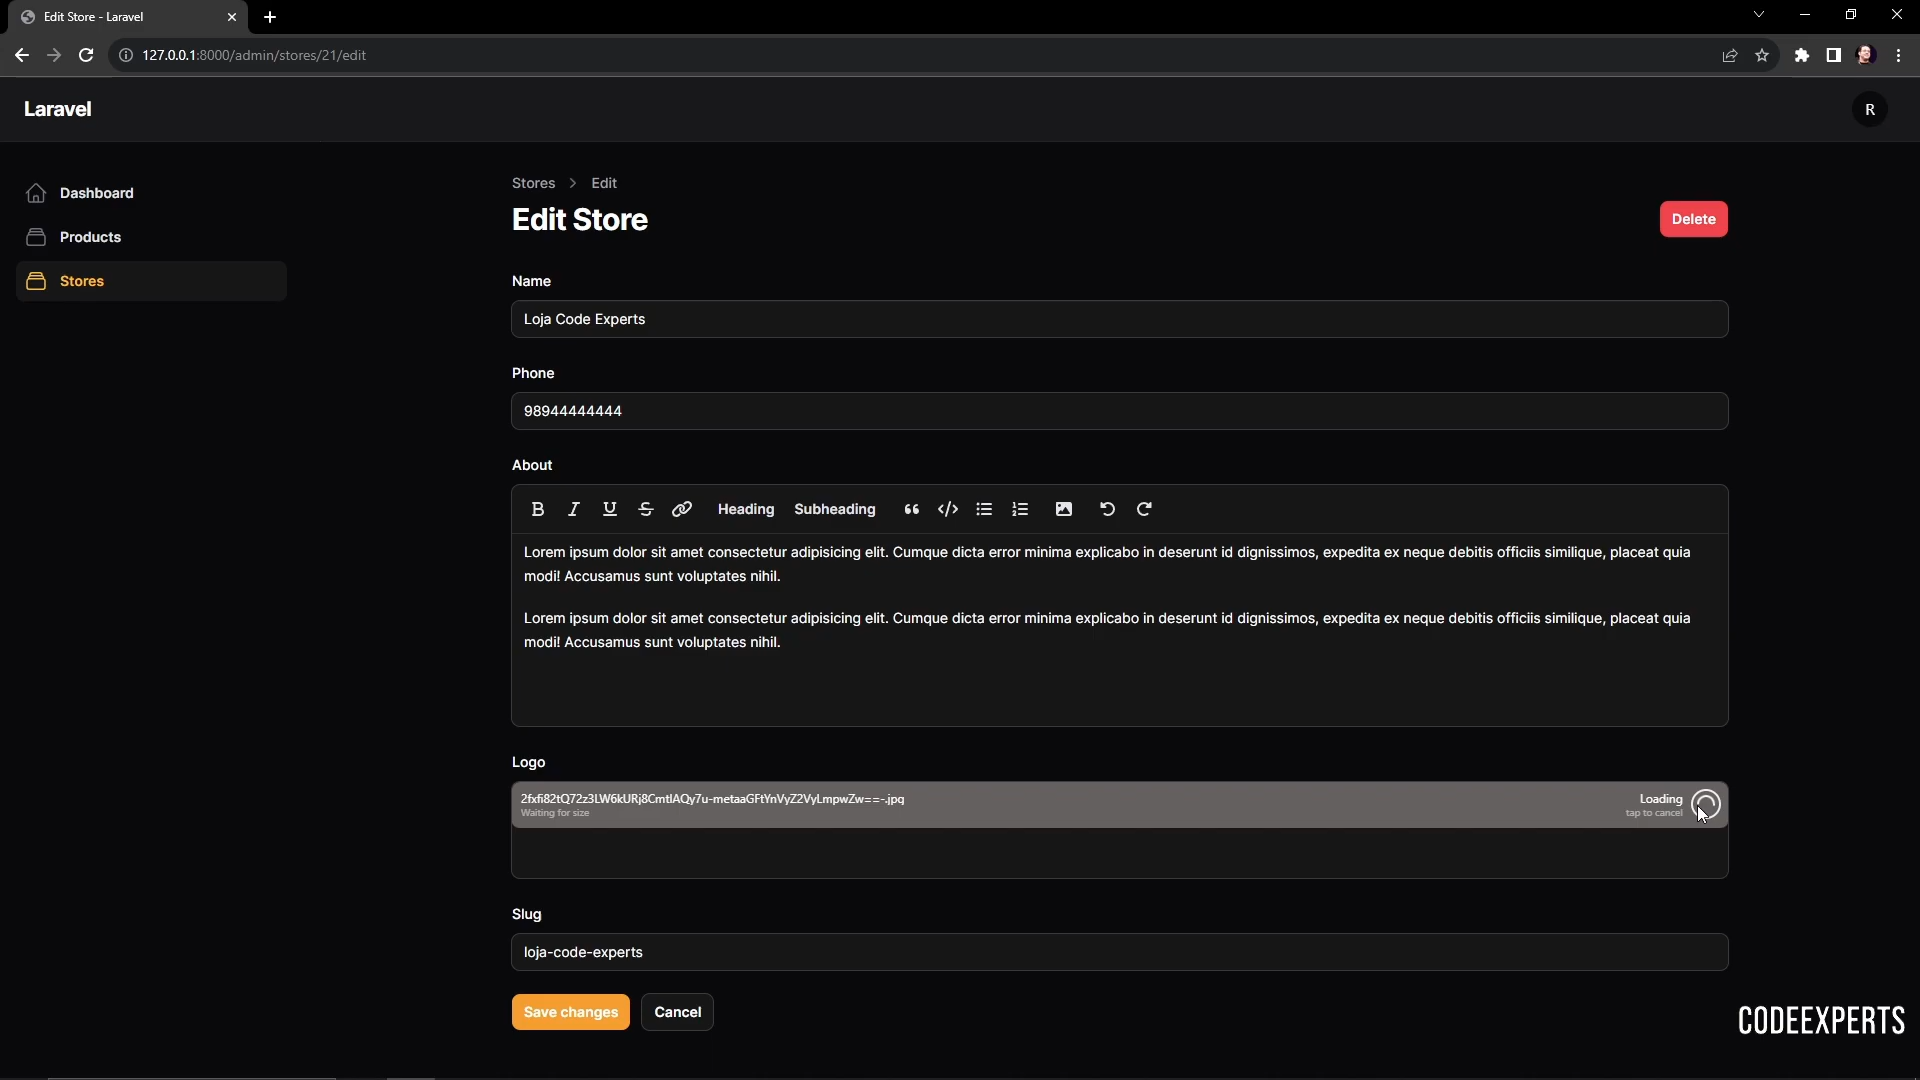 Edit Store - Laravel
127.0.0.1:8000/admin/stores/21/edit
Laravel
R
Dashboard
Products
Stores
Stores > Edit
Edit Store
Delete
Name
Loja Code Experts
Phone
98944444444
About
Heading Subheading
Lorem ipsum dolor sit amet consectetur adipisicing elit. Cumque dicta error minima explicabo in deserunt id dignissimos, expedita ex neque debitis officiis similique, placeat quia
modi! Accusamus sunt voluptates nihil.
Lorem ipsum dolor sit amet consectetur adipisicing elit. Cumque dicta error minima explicabo in deserunt id dignissimos, expedita ex neque debitis officiis similique, placeat quia
modi! Accusamus sunt voluptates nihil.
Logo
Loading
Waiting for size
tap to cancel
Slug
loja-code-experts
Save changes
Cancel
CODEEXPERTS